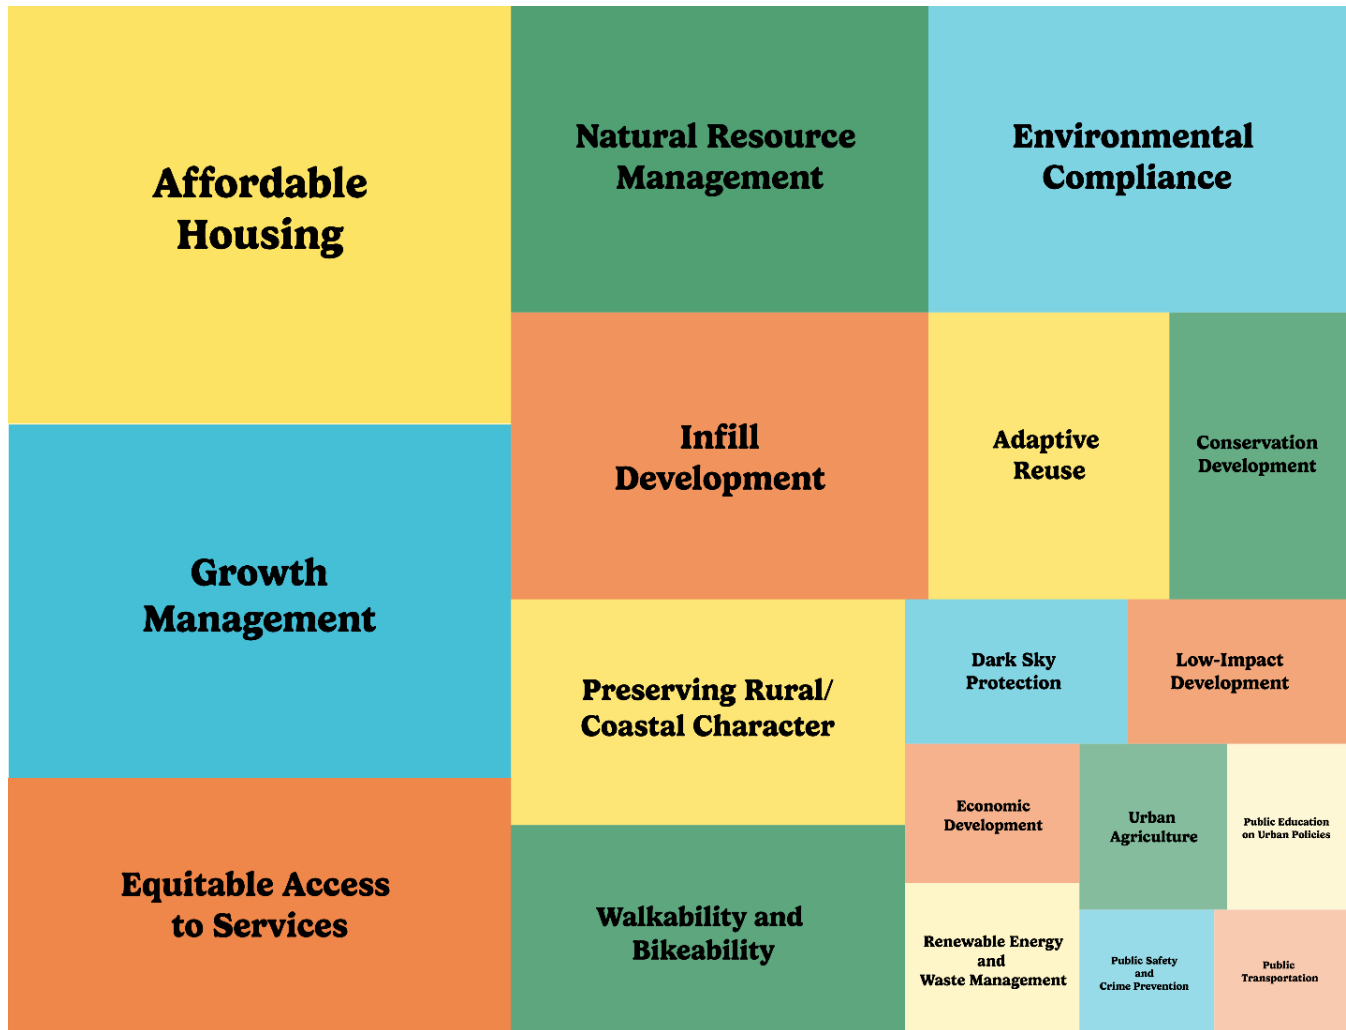 Affordable
Housing
Natural Resource
Management
Environmental
Compliance
Infill
Development
Adaptive
Reuse
Conservation
Development
Growth
Management
Preserving Rural/
Coastal Character
Dark Sky
Protection
Low-Impact
Development
Economic
Development
Urban
Agriculture
Public Education
on Urban Policies
Equitable Access
to Services
Walkability and
Bikeability
Renewable Energy
and
Waste Management
Public Safety
and
Crime Prevention
Public
Transportation